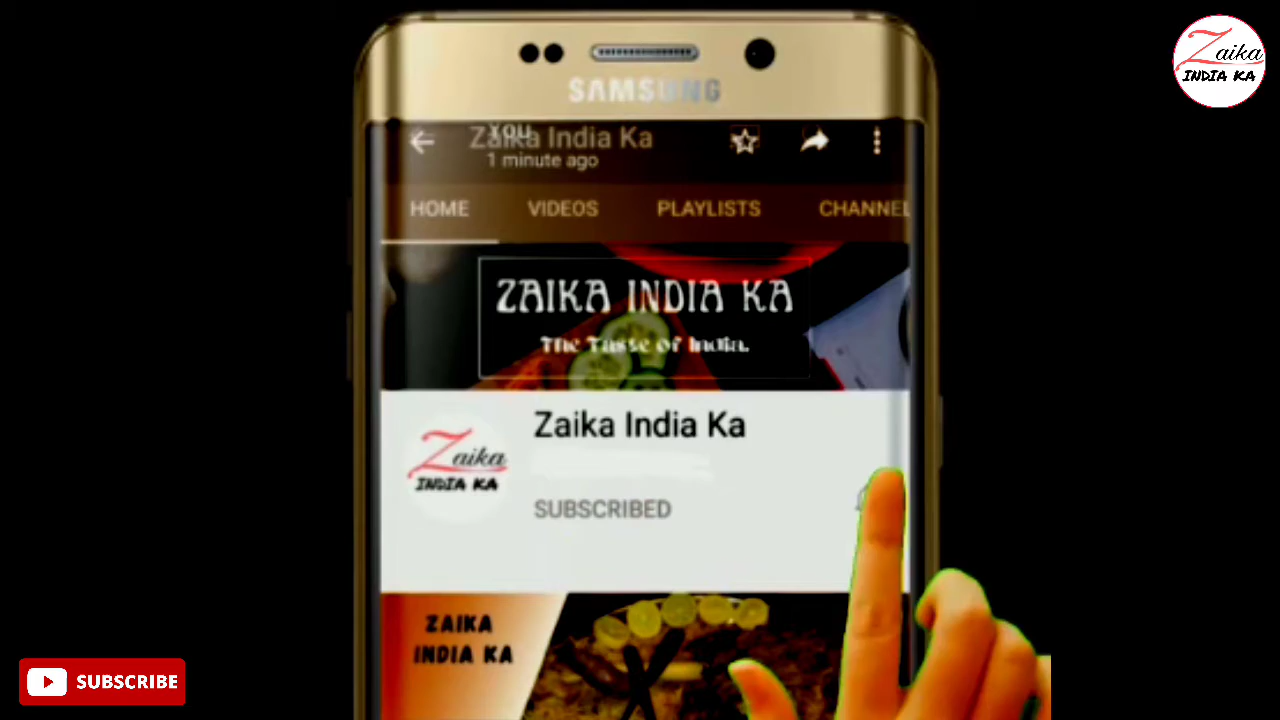 Zaika
INDIA KA
SAMSUNG
YOU
Zaika India Ka
1 minute ago
HOME VIDEOS PLAYLISTS CHANNEL
ZAIKA INDIA KA
The Taste of India.
Zaika India Ka
Zaika
INDIA KA
SUBSCRIBED
ZAIKA
INDIA KA
SUBSCRIBE